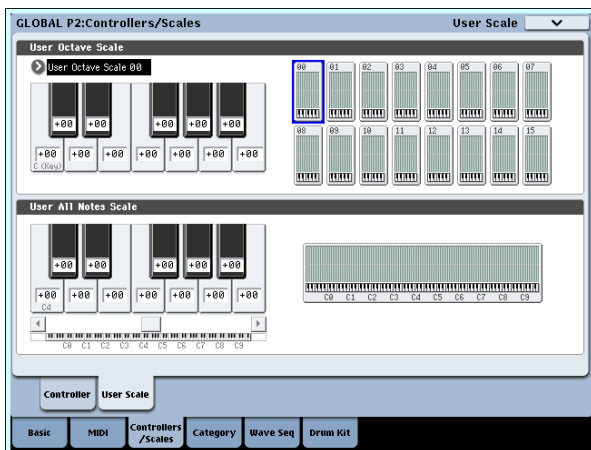 GLOBAL P2:Controllers/Scales User Scale
User Octave Scale
User Octave Scale 00
00 01 02 03 04 05 06 07
+00 +00 +00 +00 +00
+00 +00 +00 +00 +00 +00 +00
C (Key)
08 09 10 11 12 13 14 15
User All Notes Scale
+00 +00 +00 +00 +00
+00 +00 +00 +00 +00 +00 +00
C4
C0 C1 C2 C3 C4 C5 C6 C7 C8 C9
C0 C1 C2 C3 C4 C5 C6 C7 C8 C9
Controller User Scale
Basic MIDI Controllers /Scales Category Wave Seq Drum Kit